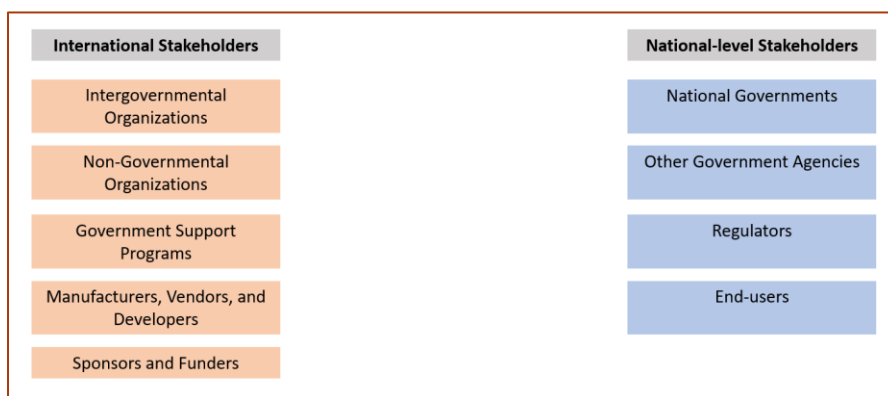 International Stakeholders
Intergovernmental
Organizations
Non-Governmental
Organizations
Government Support
Programs
Manufacturers, Vendors, and
Developers
Sponsors and Funders
National-level Stakeholders
National Governments
Other Government Agencies
Regulators
End-users